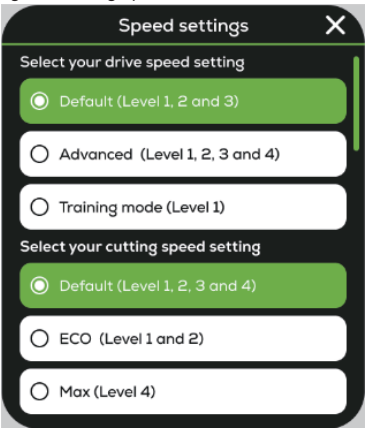 Speed settings
Select your drive speed setting
Default (Level 1, 2 and 3)
Advanced (Level 1, 2, 3 and 4)
Training mode (Level 1)
Select your cutting speed setting
Default (Level 1, 2, 3 and 4)
ECO (Level 1 and 2)
Max (Level 4)